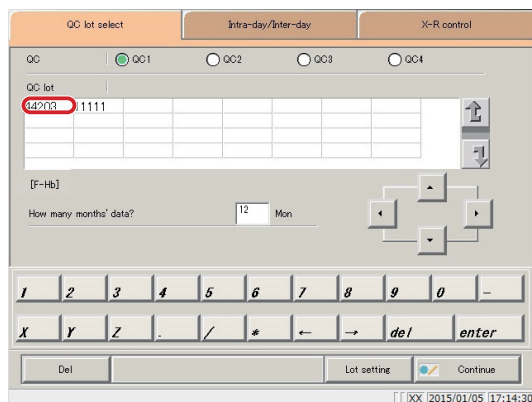 QC lot select Intra-day/Inter-day X-R control
QC QC1 QC2 QC3 QC4
QC lot
44203 11111
[F-Hb]
How many months' data? 12 Mon
1 2 3 4 5 6 7 8 9 0 -
X Y Z . / * ← → del enter
Del Lot setting Continue
XX 2015/01/05 17:14:30